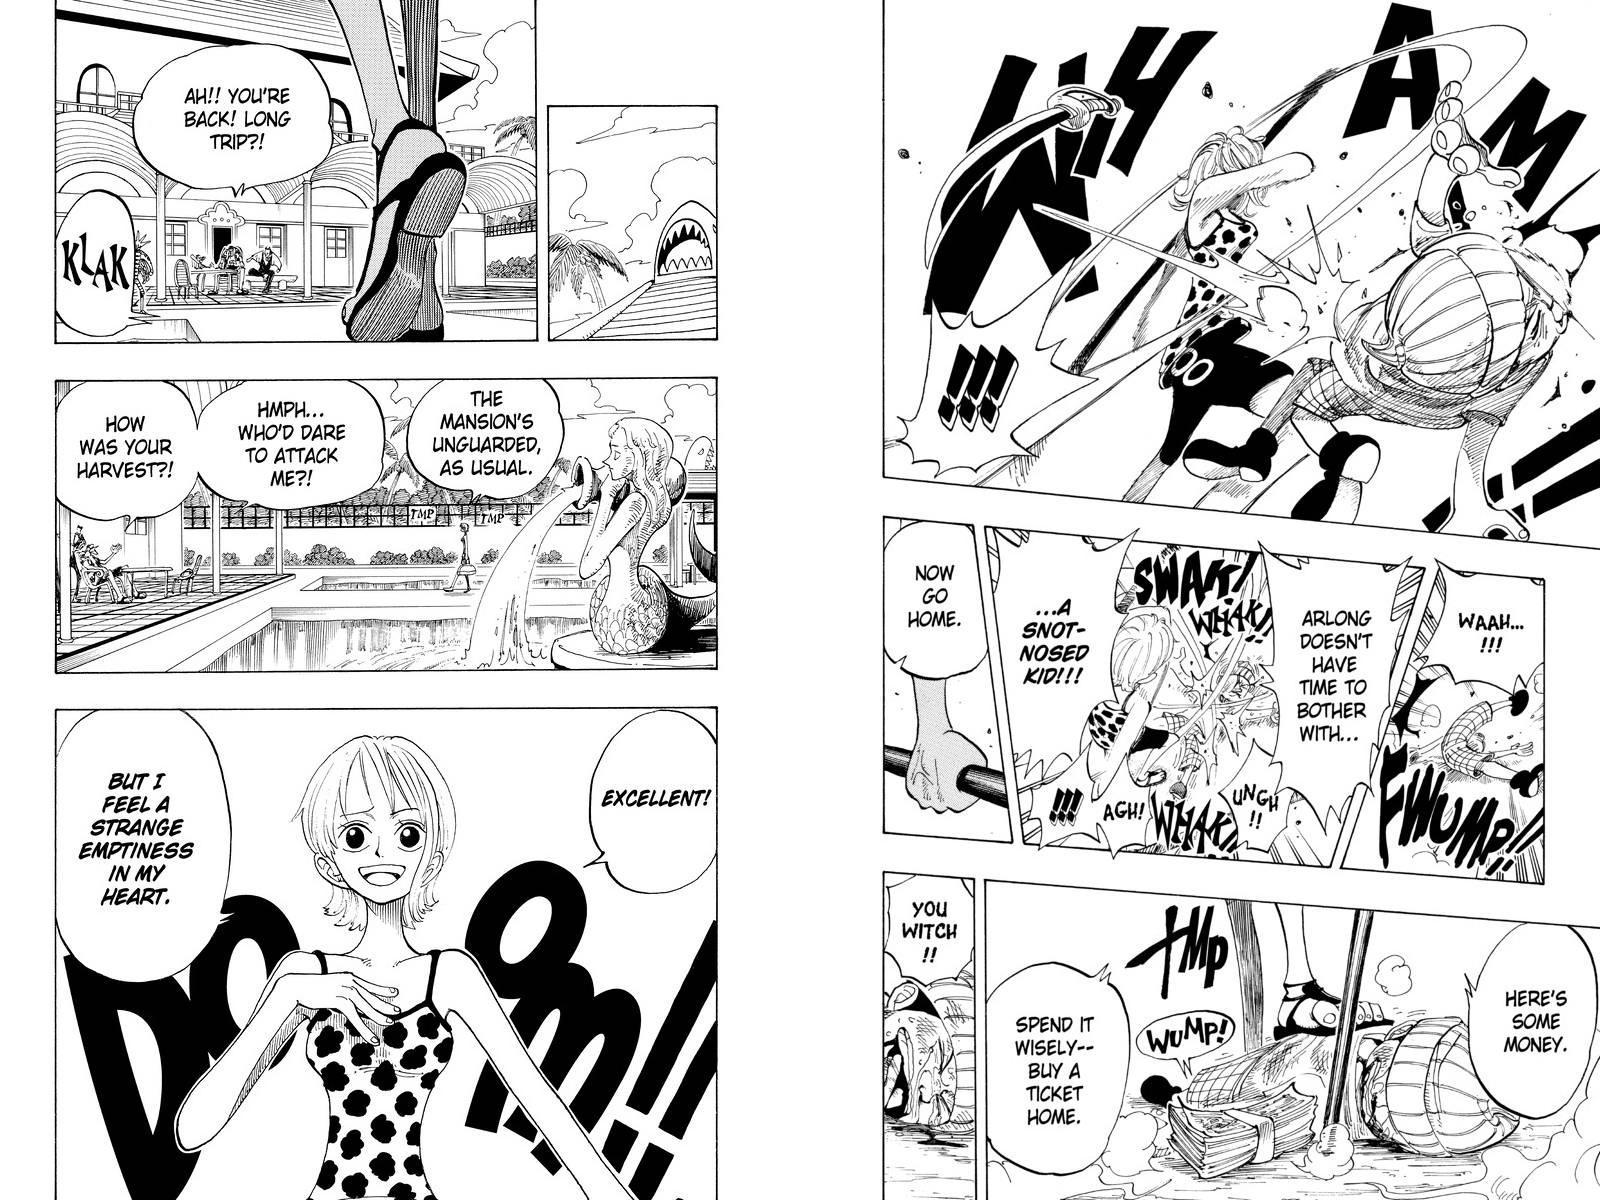 WHAM
!!!
WAAH...
!!!
FWUMP!!
ARLONG
DOESN'T
HAVE
TIME TO
BOTHER
WITH...
SWAK!
WHAK!!
...A
SNOT-
NOSED
KID!!!
UNGH
!!
WHAK!!
AGH!
!!!
NOW
GO
HOME.
HERE'S
SOME
MONEY.
TMP
WUMP!
SPEND IT
WISELY--
BUY A
TICKET
HOME.
YOU
WITCH
!!
AH!! YOU'RE
BACK! LONG
TRIP?!
KLAK
THE
MANSION'S
UNGUARDED,
AS USUAL.
HMPH...
WHO'D DARE
TO ATTACK
ME?!
HOW
WAS YOUR
HARVEST?!
TMP
TMP
EXCELLENT!
BUT I
FEEL A
STRANGE
EMPTINESS
IN MY
HEART.
DOOM!!